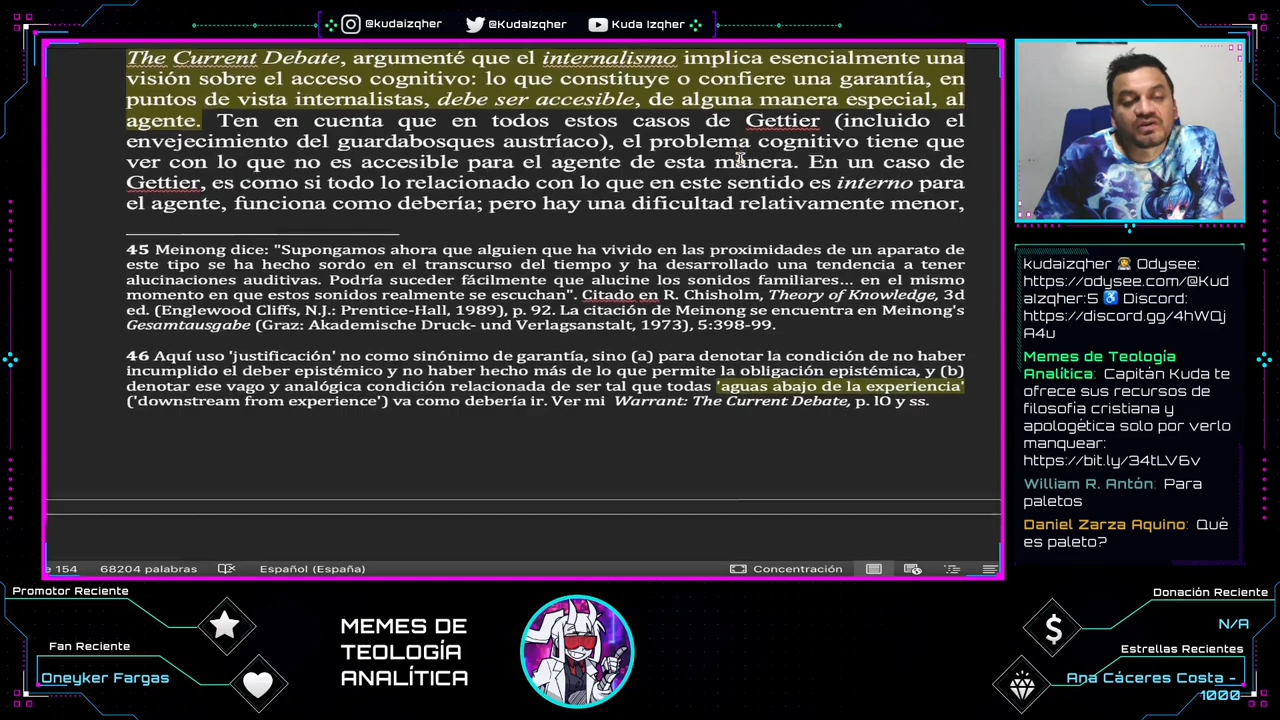 @kudaizqher
@Kudaizqher
Kuda Izqher
The Current Debate, argumenté que el internalismo implica esencialmente una
visión sobre el acceso cognitivo: lo que constituye o confiere una garantía, en
puntos de vista internalistas, debe ser accesible, de alguna manera especial, al
agente. Ten en cuenta que en todos estos casos de Gettier (incluido el
envejecimiento del guardabosques austríaco), el problema cognitivo tiene que
ver con lo que no es accesible para el agente de esta manera. En un caso de
Gettier, es como si todo lo relacionado con lo que en este sentido es interno para
el agente, funciona como debería; pero hay una dificultad relativamente menor,
45 Meinong dice: "Supongamos ahora que alguien que ha vivido en las proximidades de un aparato de
este tipo se ha hecho sordo en el transcurso del tiempo y ha desarrollado una tendencia a tener
alucinaciones auditivas. Podría suceder fácilmente que alucine los sonidos familiares... en el mismo
momento en que estos sonidos realmente se escuchan". Citado en R. Chisholm, Theory of Knowledge, 3d
ed. (Englewood Cliffs, N.J.: Prentice-Hall, 1989), p. 92. La citación de Meinong se encuentra en Meinong's
Gesamtausgabe (Graz: Akademische Druck- und Verlagsanstalt, 1973), 5:398-99.
46 Aquí uso 'justificación' no como sinónimo de garantía, sino (a) para denotar la condición de no haber
incumplido el deber epistémico y no haber hecho más de lo que permite la obligación epistémica, y (b)
denotar ese vago y analógica condición relacionada de ser tal que todas 'aguas abajo de la experiencia'
('downstream from experience') va como debería ir. Ver mi Warrant: The Current Debate, p. l0 y ss.
e 154
68204 palabras
Español (España)
Concentración
kudaizqher Odysee:
https://odysee.com/@Kud
aIzqher:5 Discord:
https://discord.gg/4hWQj
A4u
Memes de Teología
Analítica: Capitán Kuda te
ofrece sus recursos de
filosofía cristiana y
apologética solo por verlo
manquear:
https://bit.ly/34tLV6v
William R. Antón: Para
paletos
Daniel Zarza Aquino: Qué
es paleto?
Promotor Reciente
Fan Reciente
Oneyker Fargas
MEMES DE
TEOLOGÍA
ANALÍTICA
Donación Reciente
N/A
Estrellas Recientes
Ana Cáceres Costa -
1000